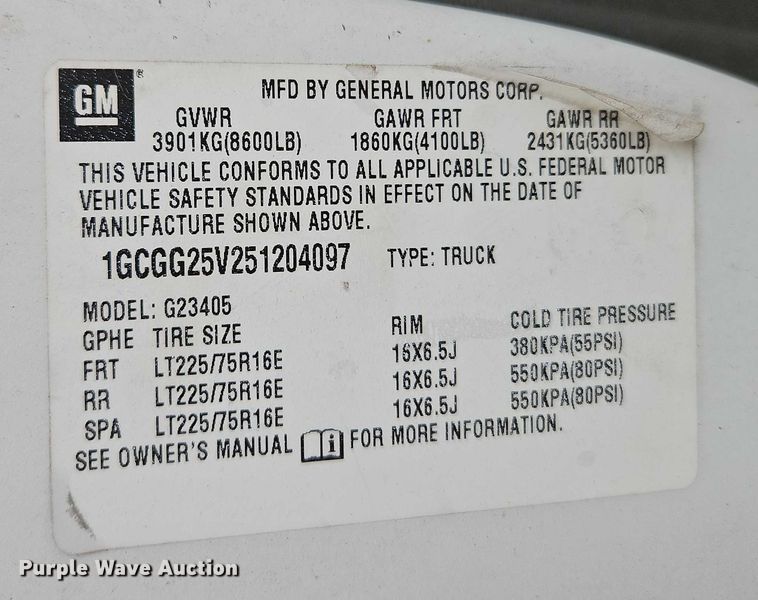 GM ®
MFD BY GENERAL MOTORS CORP.
GVWR GAWR FRT GAWR RR
3901KG(8600LB) 1860KG(4100LB) 2431KG(5360LB)
THIS VEHICLE CONFORMS TO ALL APPLICABLE U.S. FEDERAL MOTOR
VEHICLE SAFETY STANDARDS IN EFFECT ON THE DATE OF
MANUFACTURE SHOWN ABOVE.
1GCGG25V251204097 TYPE: TRUCK
MODEL: G23405
GPHE TIRE SIZE RIM COLD TIRE PRESSURE
FRT LT225/75R16E 16X6.5J 380KPA(55PSI)
RR LT225/75R16E 16X6.5J 550KPA(80PSI)
SPA LT225/75R16E 16X6.5J 550KPA(80PSI)
SEE OWNER'S MANUAL FOR MORE INFORMATION.
Purple Wave Auction